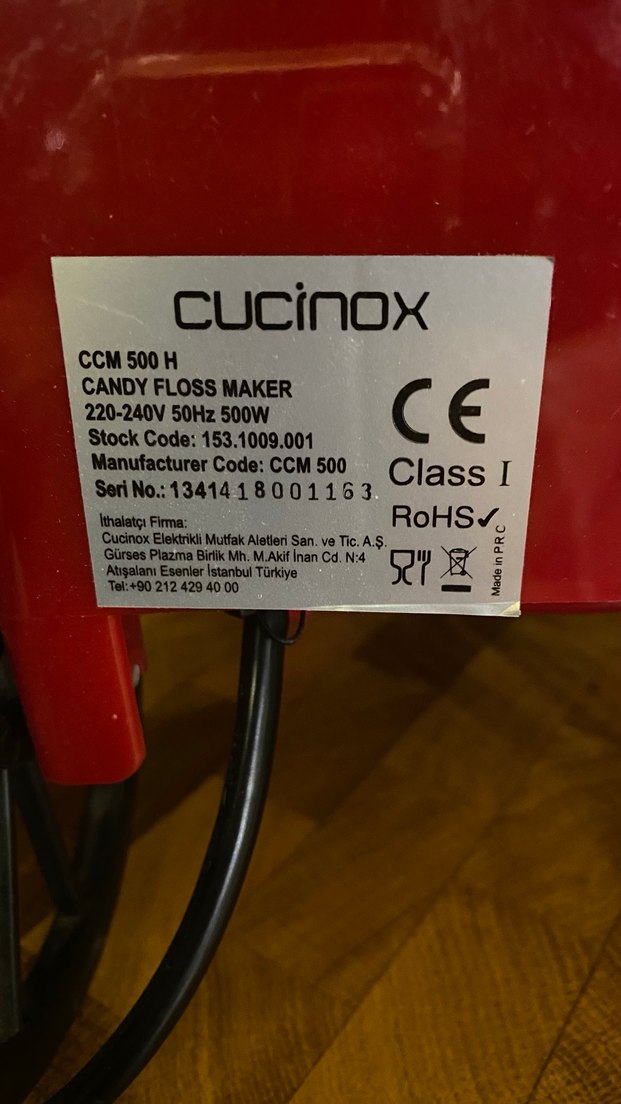 cucinox
CCM 500 H
CANDY FLOSS MAKER
220-240V 50Hz 500W
Stock Code: 153.1009.001
Manufacturer Code: CCM 500
Seri No.: 1341418001163
CE
Class I
RoHS✓
Made in P R C
İthalatçı Firma:
Cucinox Elektrikli Mutfak Aletleri San. ve Tic. A.Ş.
Gürses Plazma Birlik Mh. M.Akif İnan Cd. N:4
Atışalanı Esenler İstanbul Türkiye
Tel:+90 212 429 40 00